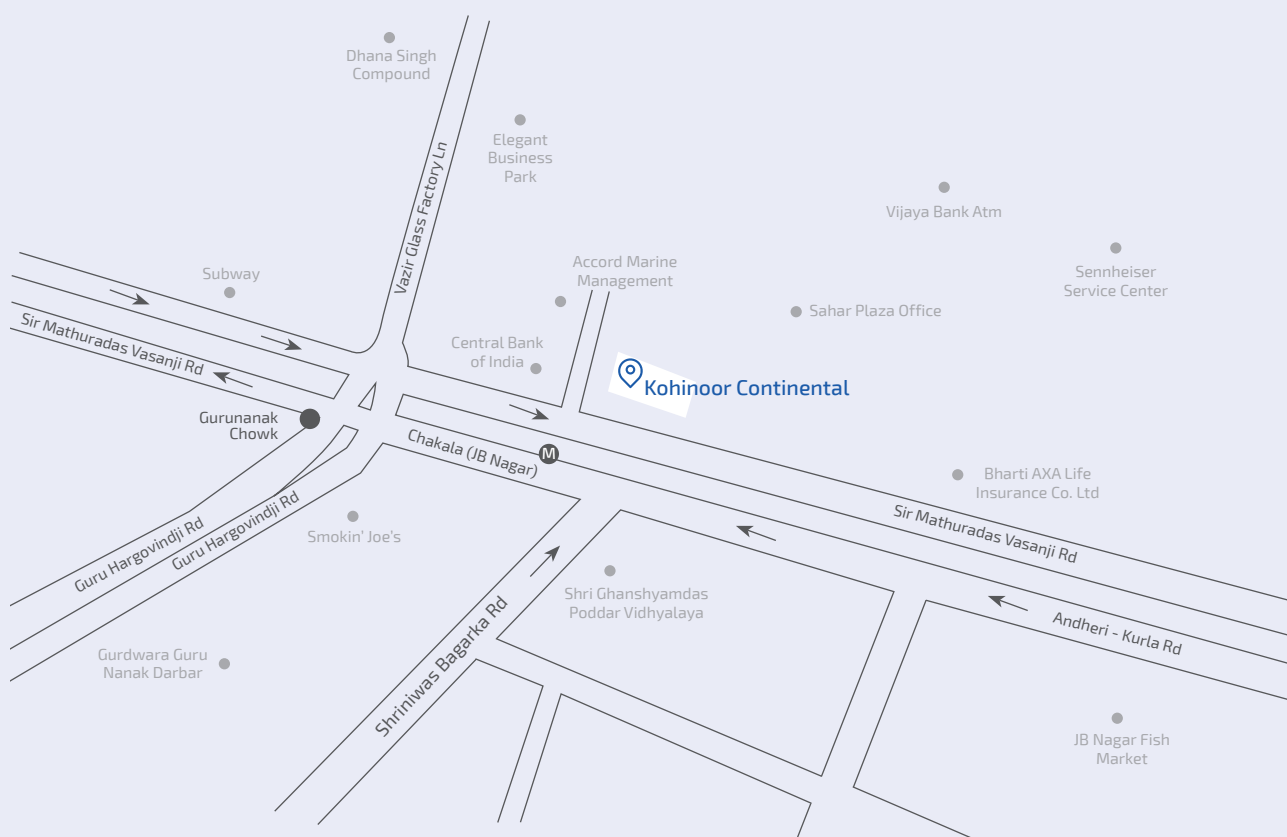 Dhana Singh
Compound
Elegant
Business
Park
Vazir Glass Factory Ln
Vijaya Bank Atm
Subway
Accord Marine
Management
Sennheiser
Service Center
Sahar Plaza Office
Sir Mathuradas Vasanji Rd
Central Bank
of India
Kohinoor Continental
Gurunanak
Chowk
Chakala (JB Nagar)
M
Bharti AXA Life
Insurance Co. Ltd
Sir Mathuradas Vasanji Rd
Guru Hargovindji Rd
Guru Hargovindji Rd
Smokin' Joe's
Shri Ghanshyamdas
Poddar Vidhyalaya
Andheri - Kurla Rd
Shriniwas Bagarka Rd
Gurdwara Guru
Nanak Darbar
JB Nagar Fish
Market